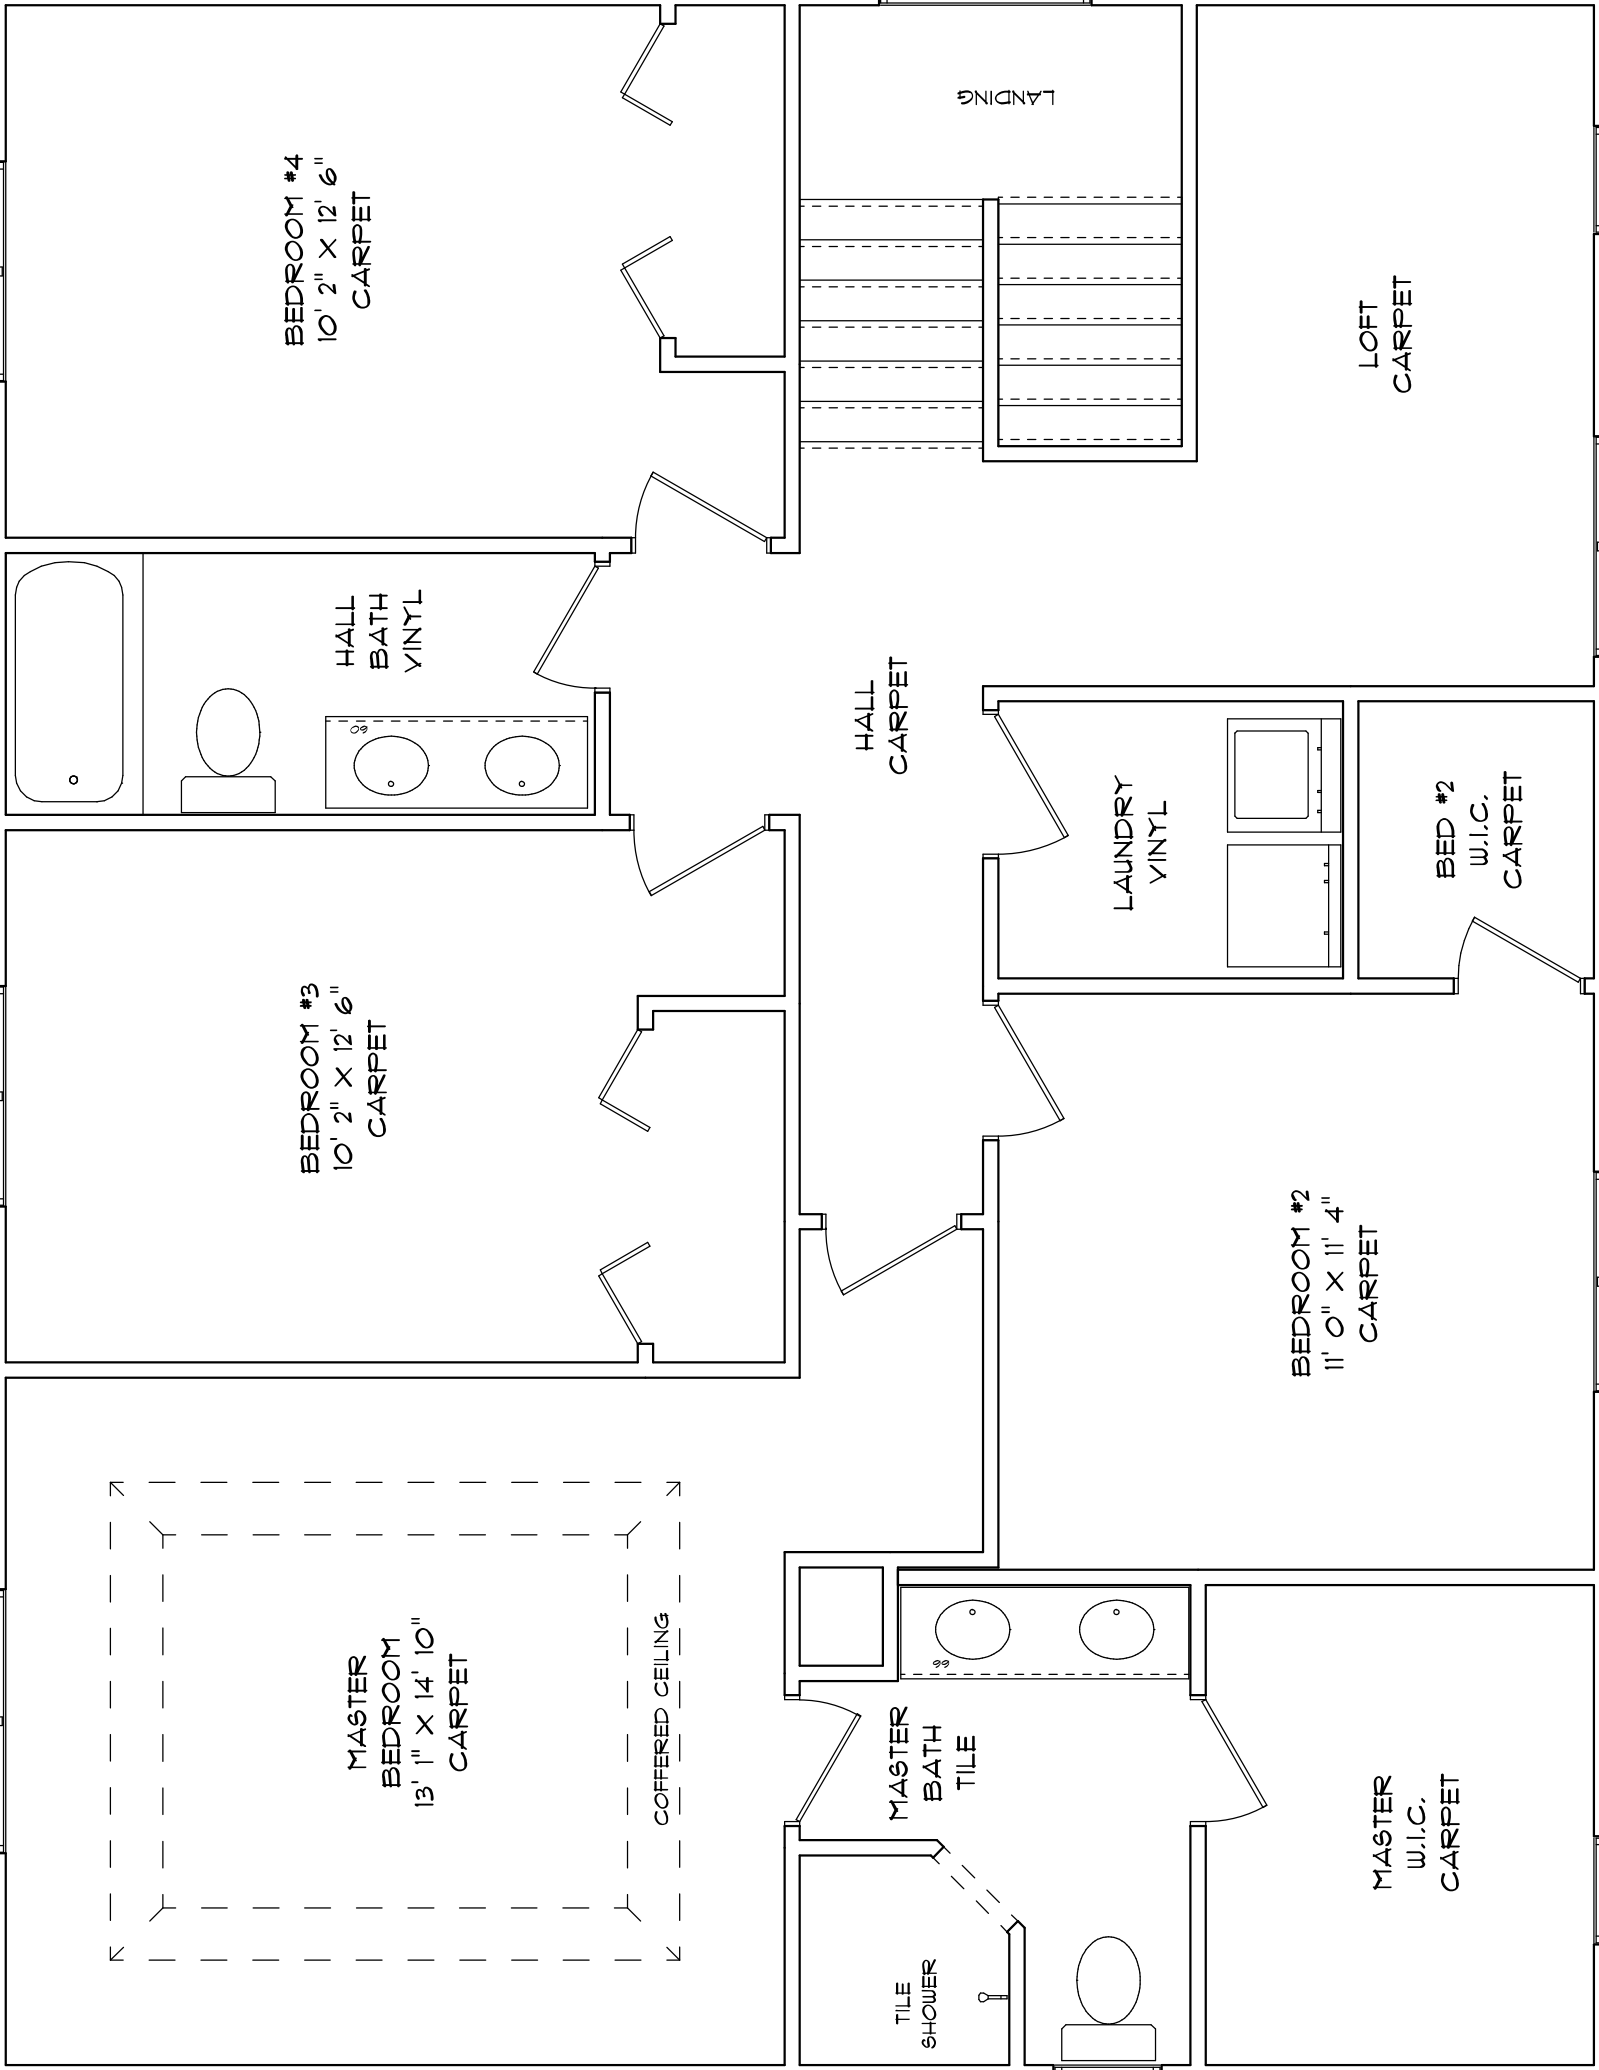 BEDROOM #4
10' 2" X 12' 6"
CARPET
LANDING
LOFT
CARPET
HALL
BATH
VINYL
HALL
CARPET
LAUNDRY
VINYL
BED #2
W.I.C.
CARPET
BEDROOM #3
10' 2" X 12' 6"
CARPET
BEDROOM #2
11' 0" X 11' 4"
CARPET
MASTER
BEDROOM
13' 1" X 14' 10"
CARPET
COFFERED CEILING
MASTER
BATH
TILE
MASTER
W.I.C.
CARPET
TILE
SHOWER